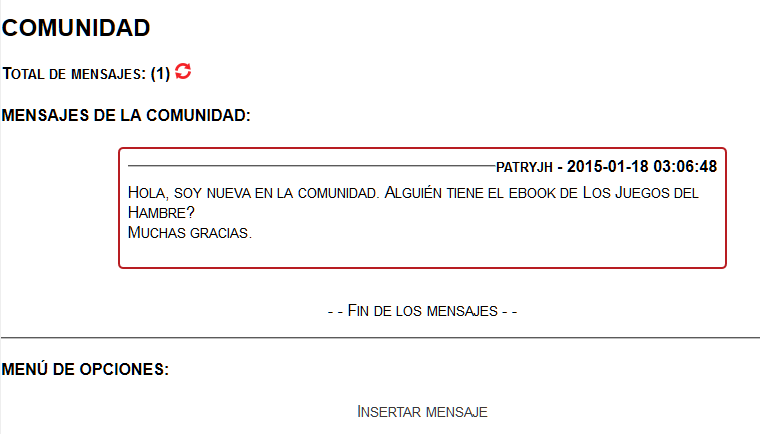 COMUNIDAD
TOTAL DE MENSAJES: (1)
MENSAJES DE LA COMUNIDAD:
PATRYJH - 2015-01-18 03:06:48
HOLA, SOY NUEVA EN LA COMUNIDAD. ALGUIÉN TIENE EL EBOOK DE LOS JUEGOS DEL
HAMBRE?
MUCHAS GRACIAS.
- - FIN DE LOS MENSAJES - -
MENÚ DE OPCIONES:
INSERTAR MENSAJE